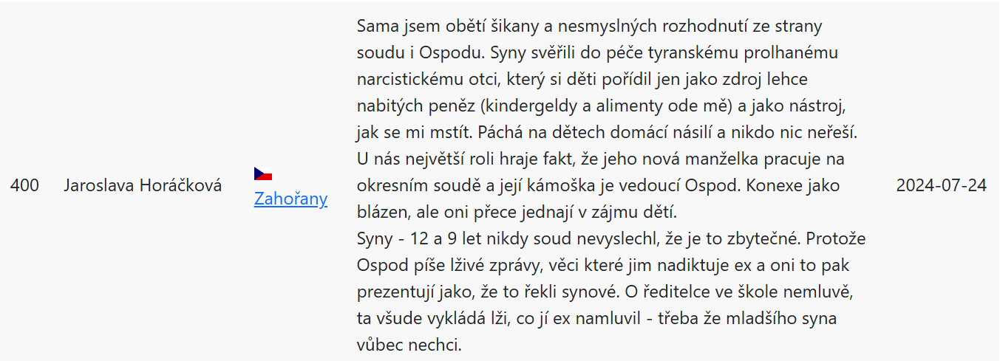 Sama jsem obětí šikany a nesmyslných rozhodnutí ze strany
soudu i Ospodu. Syny svěřili do péče tyranskému prolhanému
narcistickému otci, který si děti pořídil jen jako zdroj lehce
nabitých peněz (kindergeldy a alimenty ode mě) a jako nástroj,
jak se mi mstít. Páchá na dětech domácí násilí a nikdo nic neřeší.
U nás největší roli hraje fakt, že jeho nová manželka pracuje na
okresním soudě a její kámoška je vedoucí Ospod. Konexe jako
blázen, ale oni přece jednají v zájmu dětí.
Syny - 12 a 9 let nikdy soud nevyslechl, že je to zbytečné. Protože
Ospod píše lživé zprávy, věci které jim nadiktuje ex a oni to pak
prezentují jako, že to řekli synové. O ředitelce ve škole nemluvě,
ta všude vykládá lži, co jí ex namluvil - třeba že mladšího syna
vůbec nechci.
400
Jaroslava Horáčková
Zahořany
2024-07-24